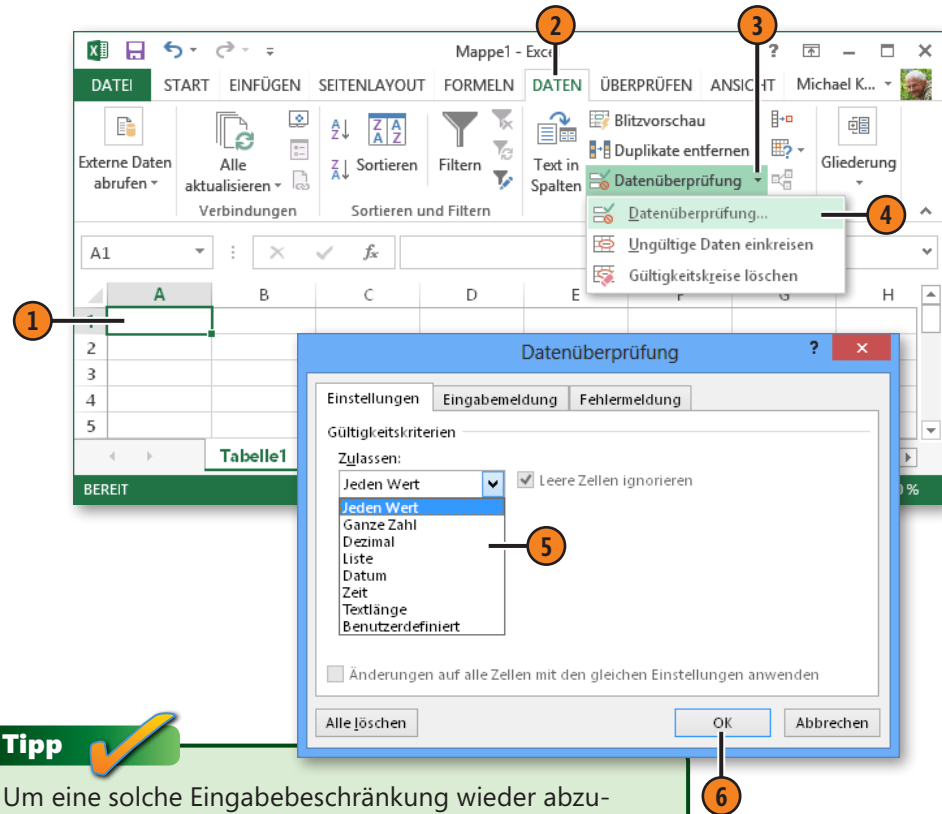 2 3
Mappe1 - Exce ?
DATEI START EINFÜGEN SEITENLAYOUT FORMELN DATEN ÜBERPRÜFEN ANSICHT Michael K...
Externe Daten abrufen
Alle aktualisieren
Verbindungen
Sortieren
Filtern
Sortieren und Filtern
Text in Spalten
Blitzvorschau
Duplikate entfernen
Datenüberprüfung
Gliederung
Datenüberprüfung...
4
Ungültige Daten einkreisen
Gültigkeitskreise löschen
A1 fx
A B C D E F G H
1
1
2
3
4
5
Tabelle1
BEREIT %
Datenüberprüfung ?
Einstellungen Eingabemeldung Fehlermeldung
Gültigkeitskriterien
Zulassen:
Jeden Wert Leere Zellen ignorieren
Jeden Wert
Ganze Zahl
Dezimal
5
Liste
Datum
Zeit
Textlänge
Benutzerdefiniert
Änderungen auf alle Zellen mit den gleichen Einstellungen anwenden
Alle löschen OK Abbrechen
6
Tipp
Um eine solche Eingabebeschränkung wieder abzu-